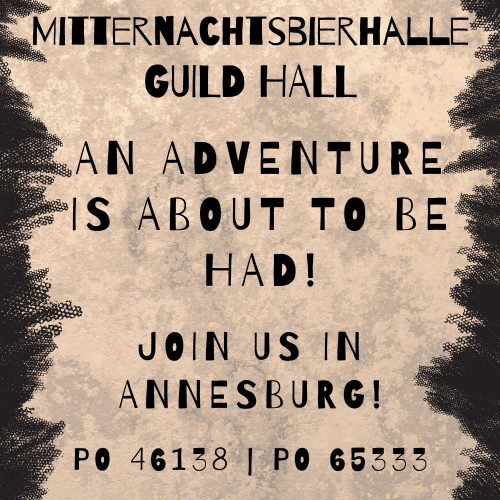 MITTERNACHTSBIERHALLE
GUILD HALL
AN ADVENTURE
IS ABOUT TO BE
HAD!
JOIN US IN
ANNESBURG!
PO 46138 | PO 65333